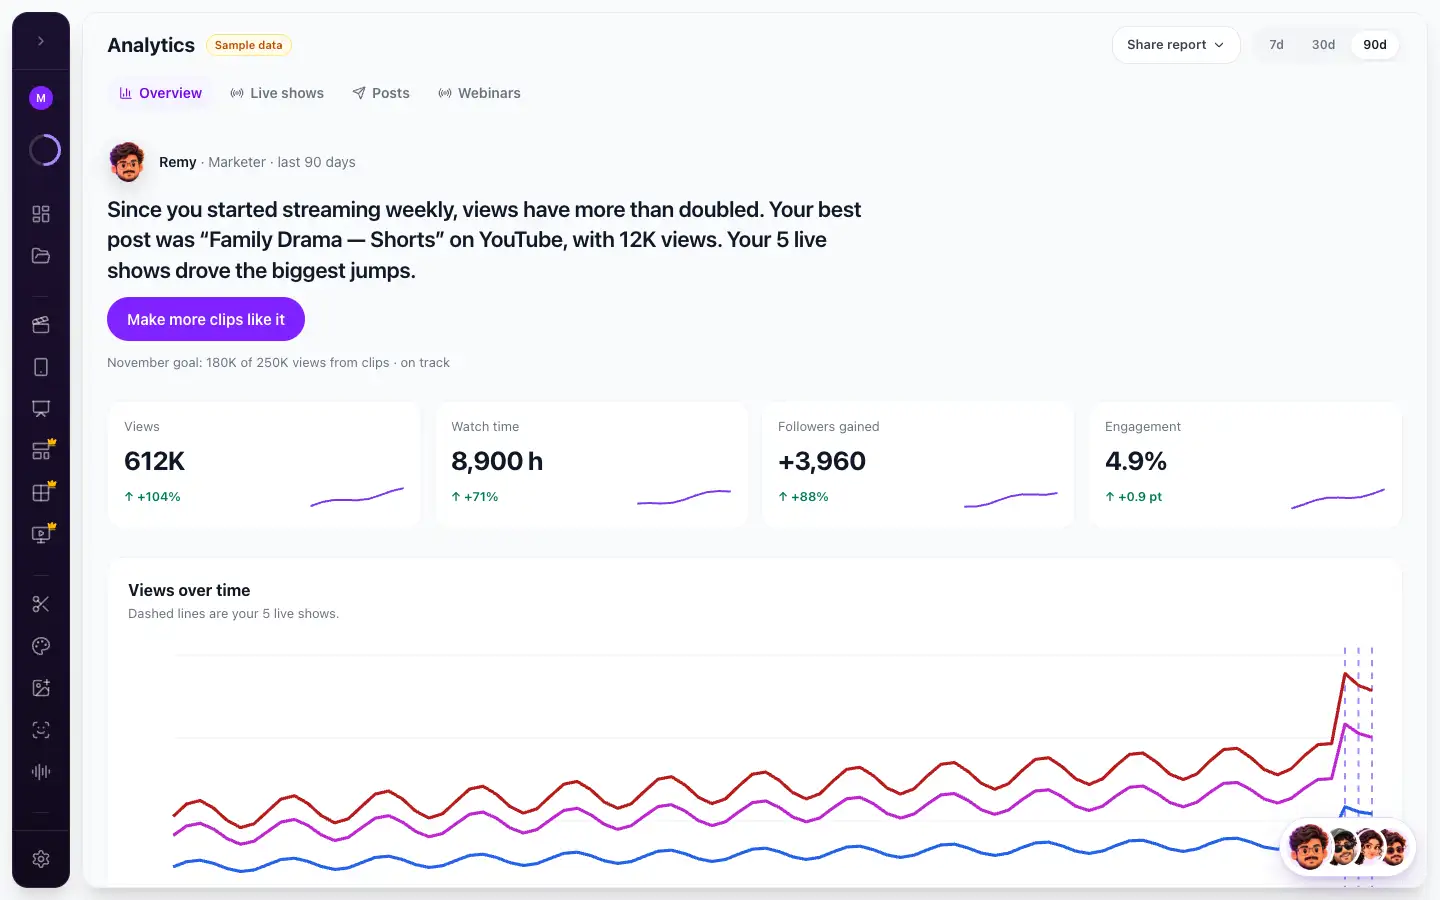 Analytics
Sample data
Share report
7d
30d
90d
M
Overview
Live shows
Posts
Webinars
Remy · Marketer · last 90 days
Since you started streaming weekly, views have more than doubled. Your best
post was “Family Drama — Shorts” on YouTube, with 12K views. Your 5 live
shows drove the biggest jumps.
Make more clips like it
November goal: 180K of 250K views from clips · on track
Views
612K
↑ +104%
Watch time
8,900 h
↑ +71%
Followers gained
+3,960
↑ +88%
Engagement
4.9%
↑ +0.9 pt
Views over time
Dashed lines are your 5 live shows.